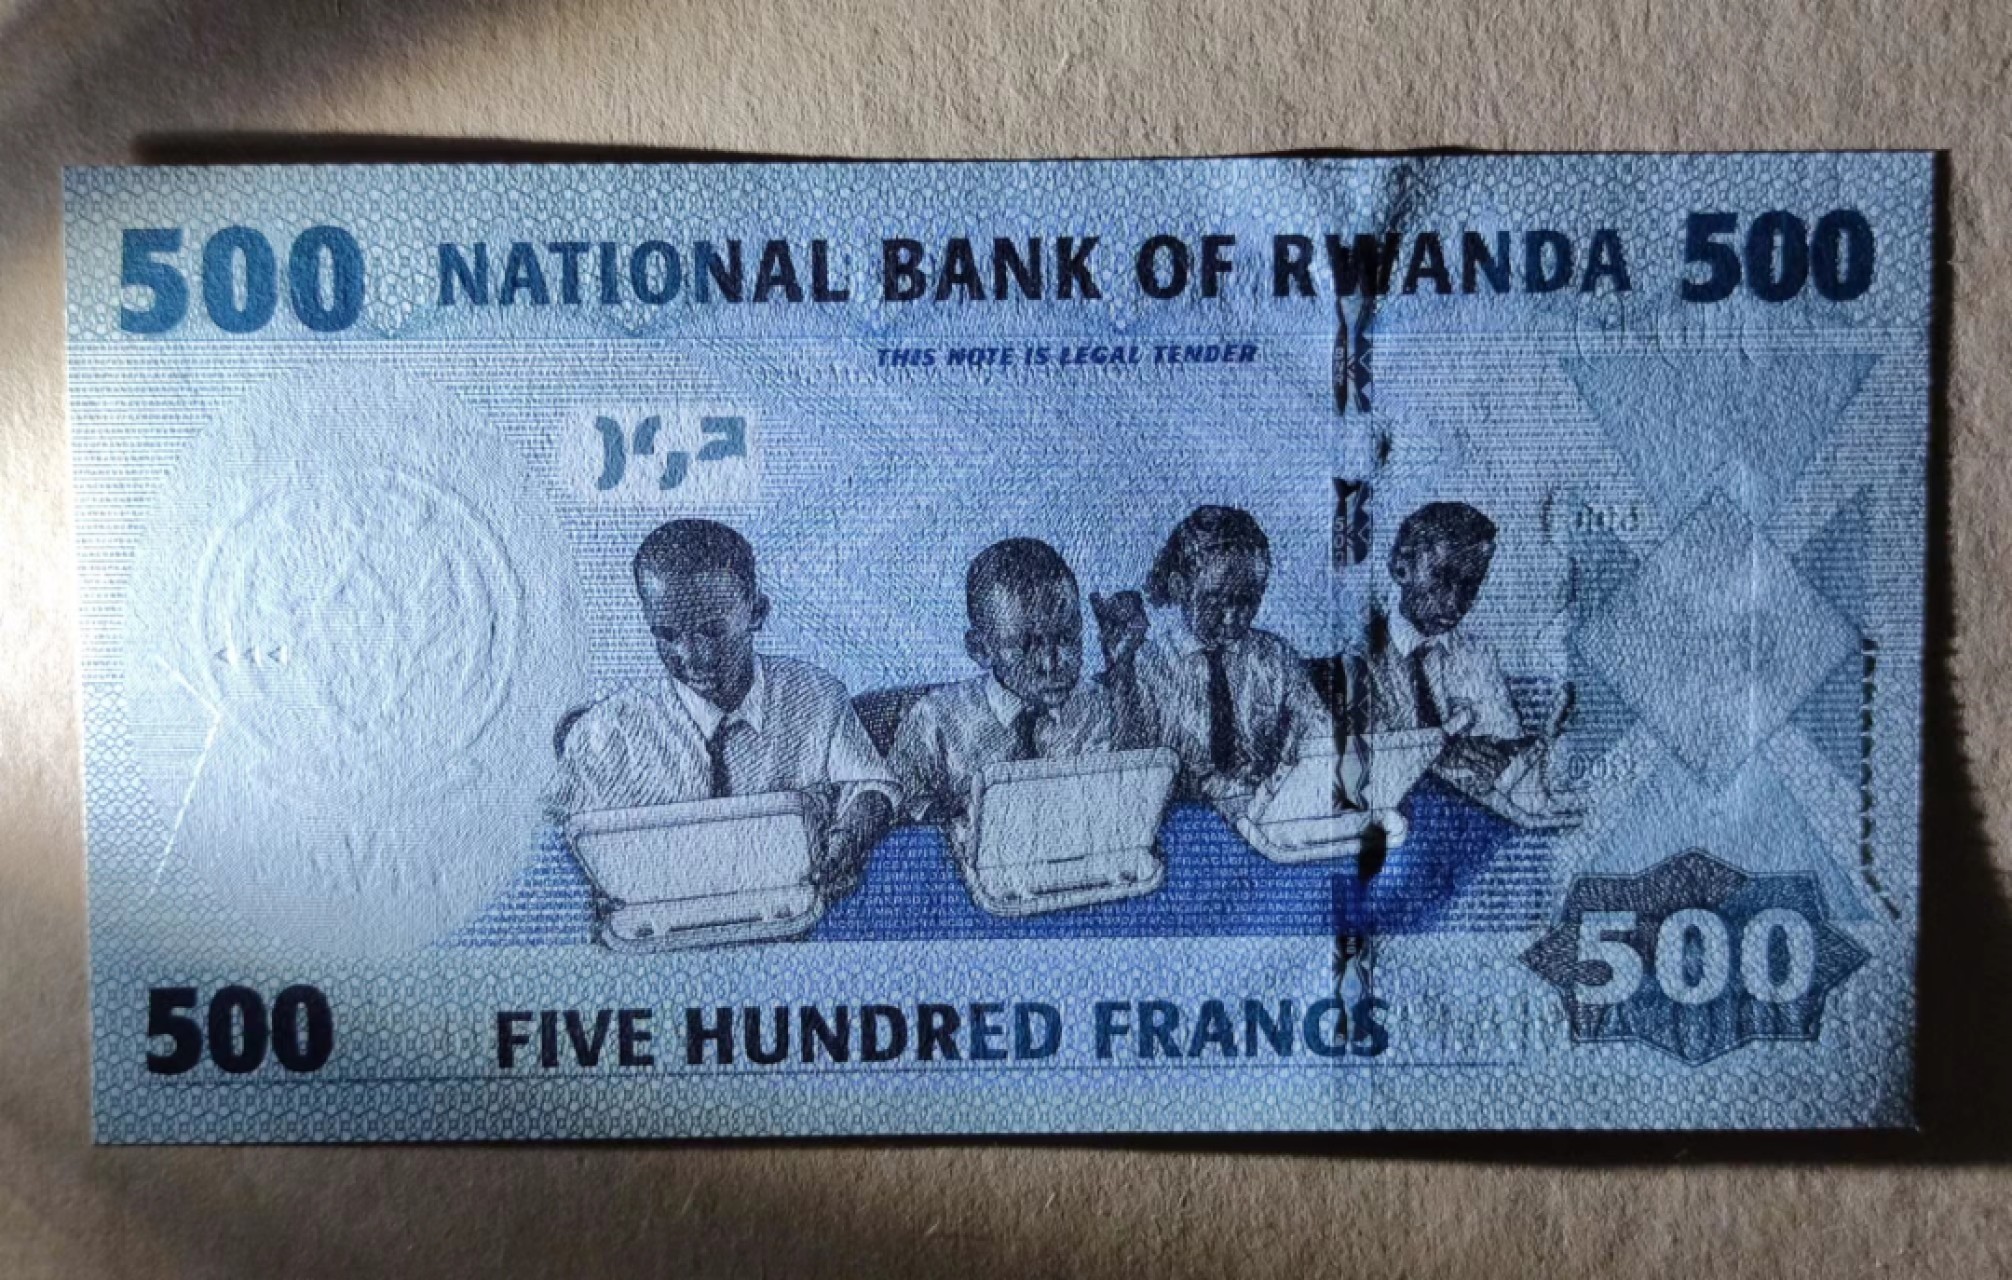 500 NATIONAL BANK OF RWANDA 500
THIS NOTE IS LEGAL TENDER
500
500 FIVE HUNDRED FRANCS